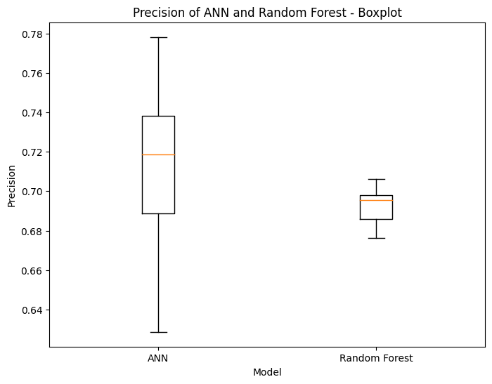 Precision of ANN and Random Forest - Boxplot
0.78
0.76
0.74
0.72
0.70
0.68
0.66
0.64
Precision
ANN
Random Forest
Model